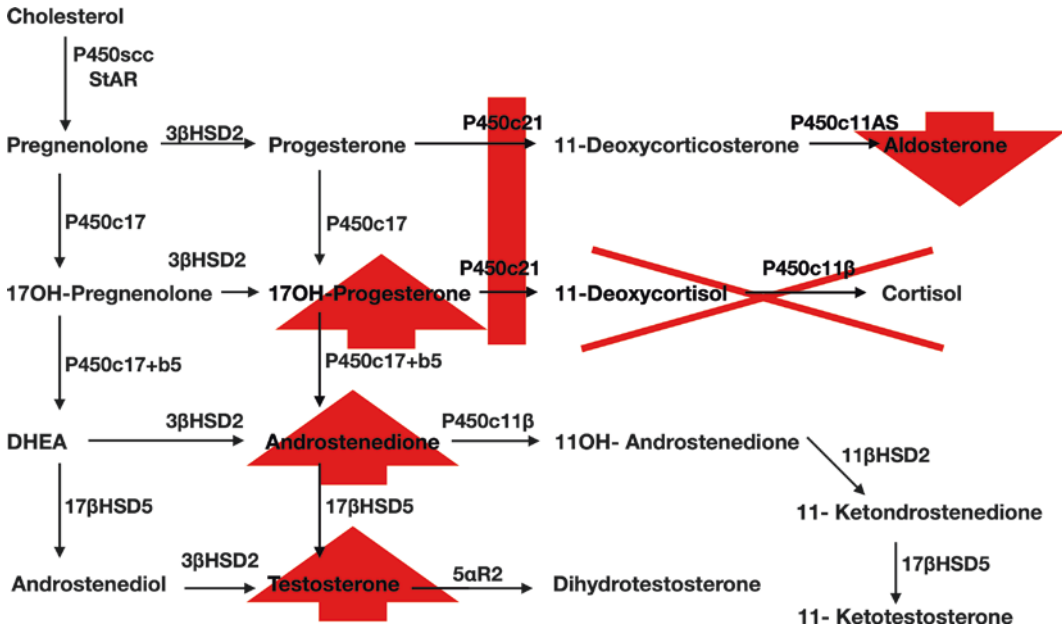 Cholesterol
P450scc
StAR
3βHSD2
P450c21
P450c11AS
Pregnenolone
Progesterone
11-Deoxycorticosterone
Aldosterone
P450c17
P450c17
3βHSD2
P450c21
P450c11β
17OH-Pregnenolone
17OH-Progesterone
11-Deoxycortisol
Cortisol
P450c17+b5
P450c17+b5
3βHSD2
P450c11β
DHEA
Androstenedione
11OH- Androstenedione
11βHSD2
17βHSD5
17βHSD5
11- Ketondrostenedione
3βHSD2
5αR2
17βHSD5
Androstenediol
Testosterone
Dihydrotestosterone
11- Ketotestosterone